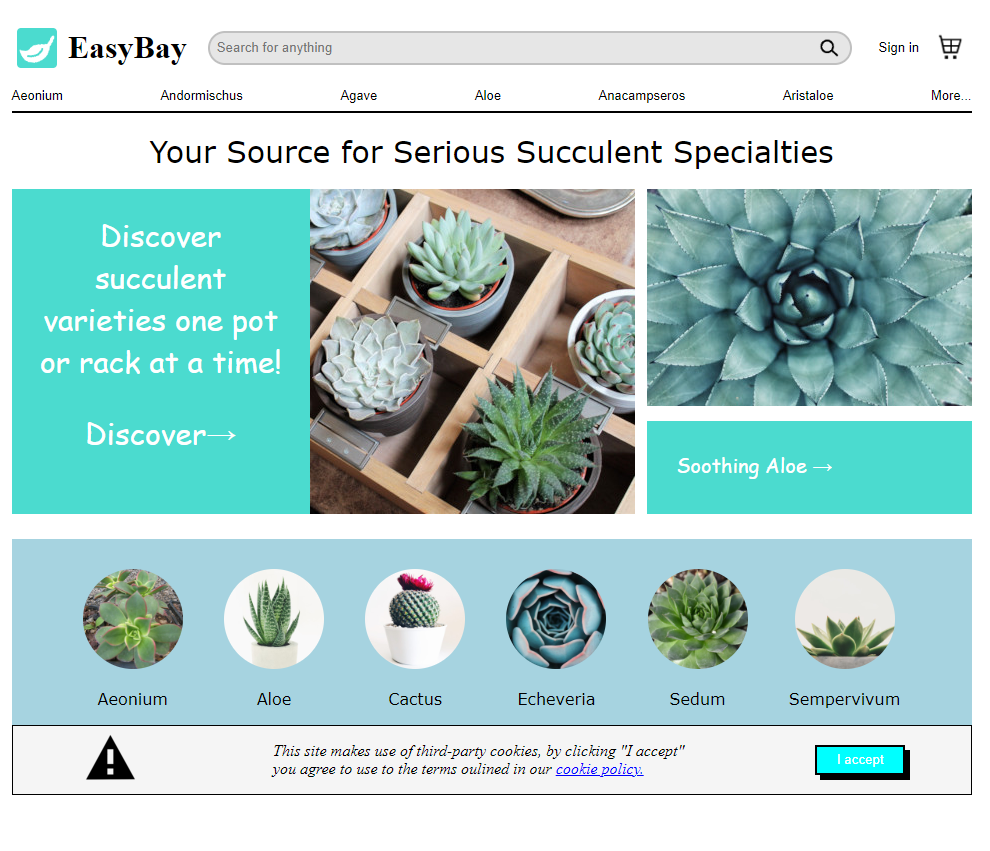 EasyBay
Search for anything
Sign in
Aeonium
Andormischus
Agave
Aloe
Anacampseros
Aristaloe
More...
Your Source for Serious Succulent Specialties
Discover
succulent
varieties one pot
or rack at a time!
Discover→
Soothing Aloe →
Aeonium
Aloe
Cactus
Echeveria
Sedum
Sempervivum
This site makes use of third-party cookies, by clicking "I accept"
you agree to use to the terms oulined in our cookie policy.
I accept